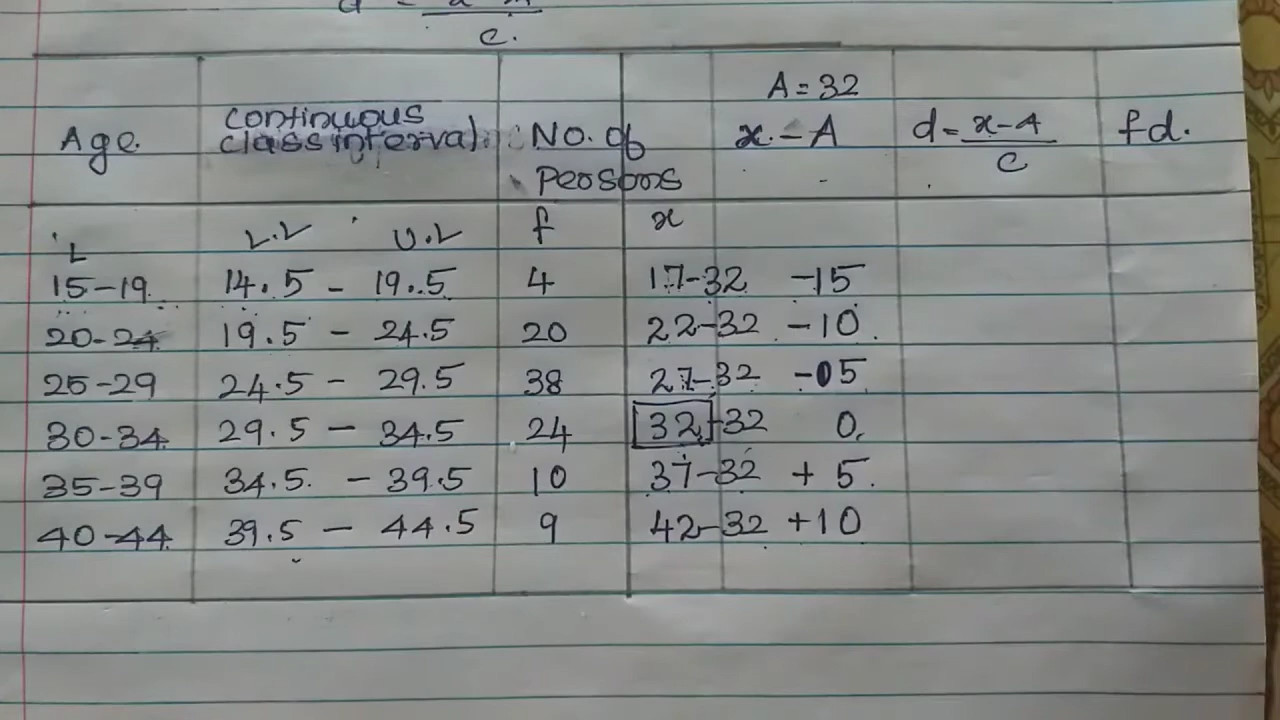 c.
A = 32
Age. continuous class interval No. of Persons x - A d = x-A / c fd.
L L.L U.L f x
15-19 14.5 - 19.5 4 17-32 -15
20-24 19.5 - 24.5 20 22-32 -10
25-29 24.5 - 29.5 38 27-32 -05
30-34 29.5 - 34.5 24 32-32 0
35-39 34.5 - 39.5 10 37-32 + 5
40-44 39.5 - 44.5 9 42-32 +10